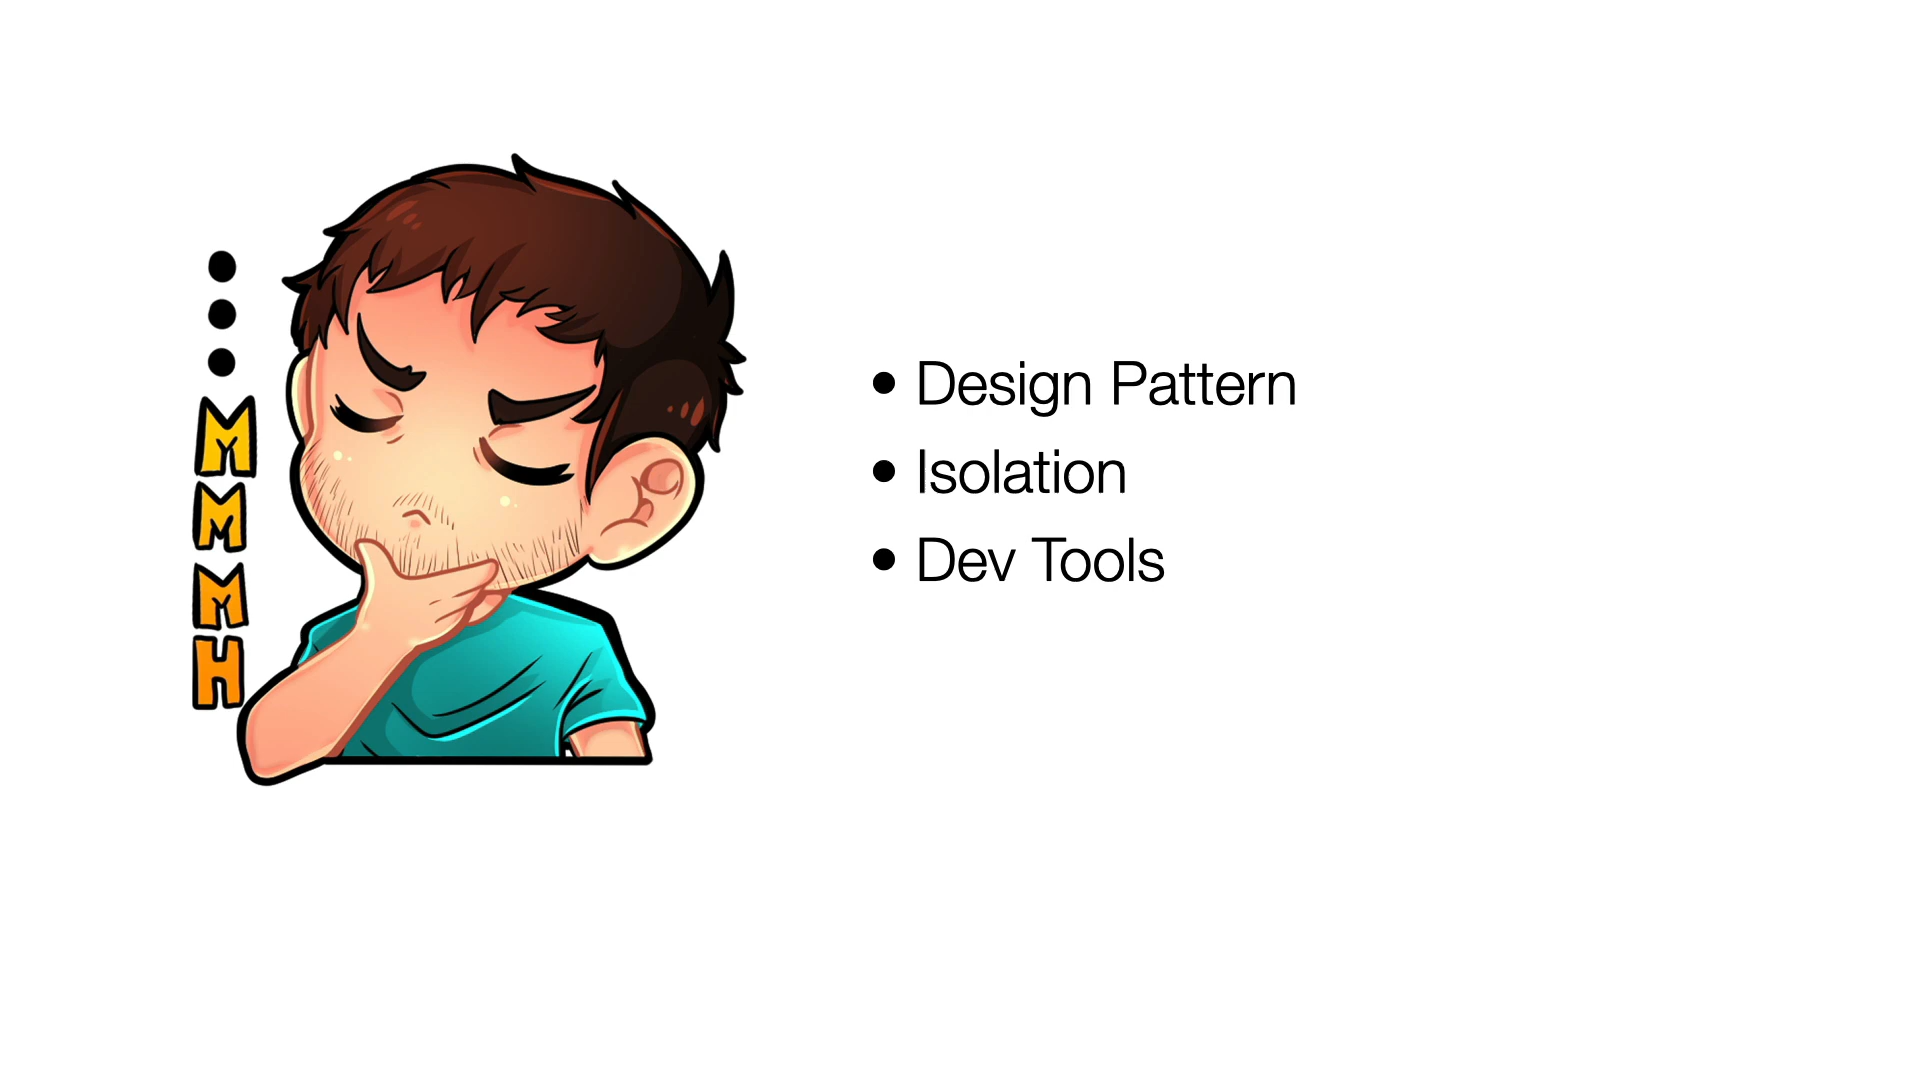 ...MMMH
• Design Pattern
• Isolation
• Dev Tools